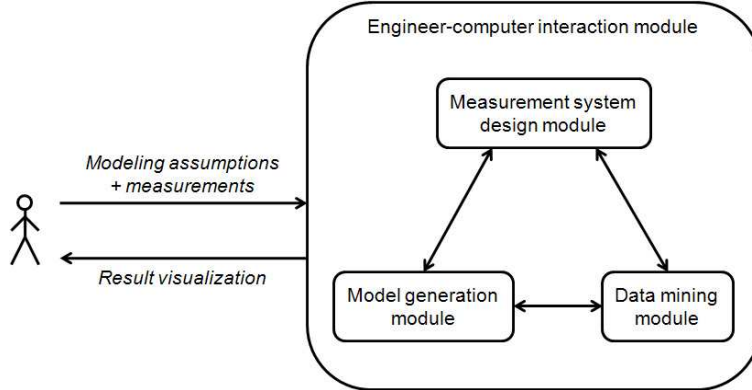 Engineer-computer interaction module
Measurement system
design module
Modeling assumptions
+ measurements
Result visualization
Model generation
module
Data mining
module